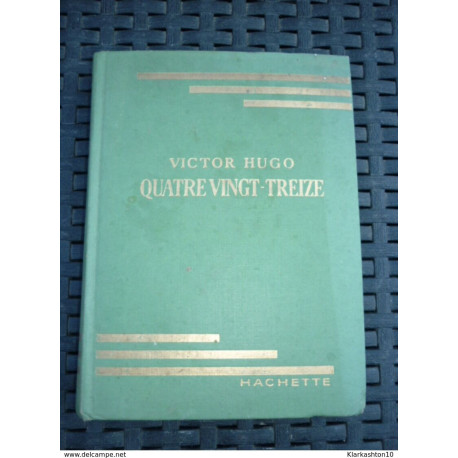 VICTOR HUGO
QUATRE VINGT-TREIZE
HACHETTE
www.delcampe.net
Klarkashton10